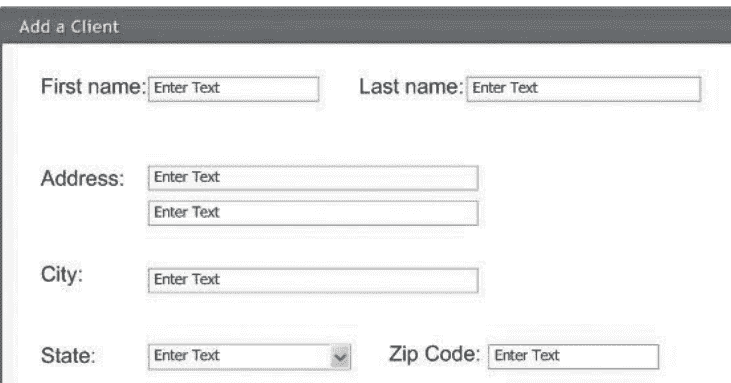 Add a Client
First name: Enter Text Last name: Enter Text
Address: Enter Text
Enter Text
City: Enter Text
State: Enter Text Zip Code: Enter Text